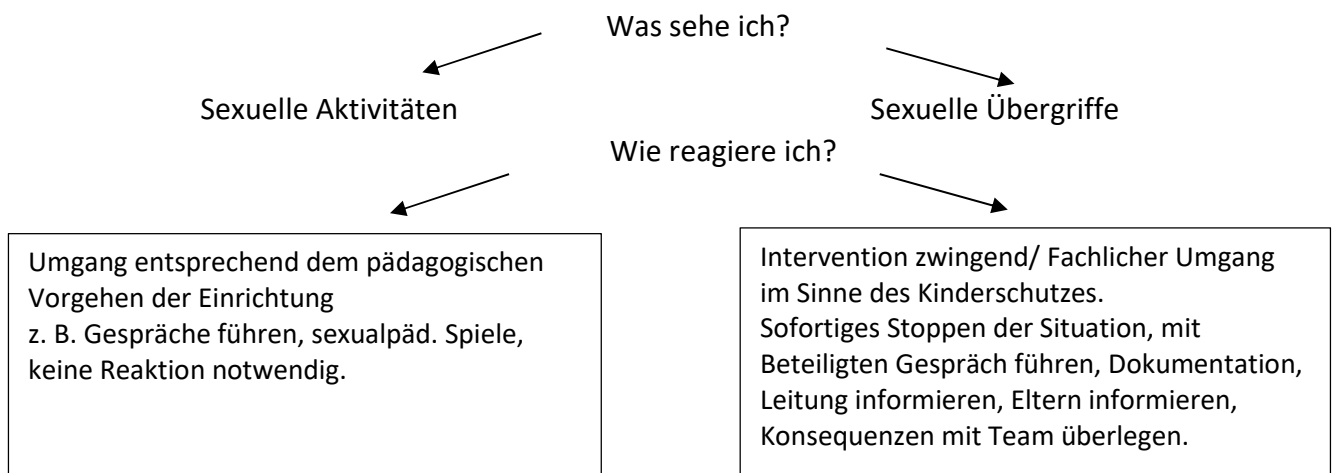 Was sehe ich?
Sexuelle Aktivitäten
Sexuelle Übergriffe
Wie reagiere ich?
Umgang entsprechend dem pädagogischen
Vorgehen der Einrichtung
z. B. Gespräche führen, sexualpäd. Spiele,
keine Reaktion notwendig.
Intervention zwingend/ Fachlicher Umgang
im Sinne des Kinderschutzes.
Sofortiges Stoppen der Situation, mit
Beteiligten Gespräch führen, Dokumentation,
Leitung informieren, Eltern informieren,
Konsequenzen mit Team überlegen.